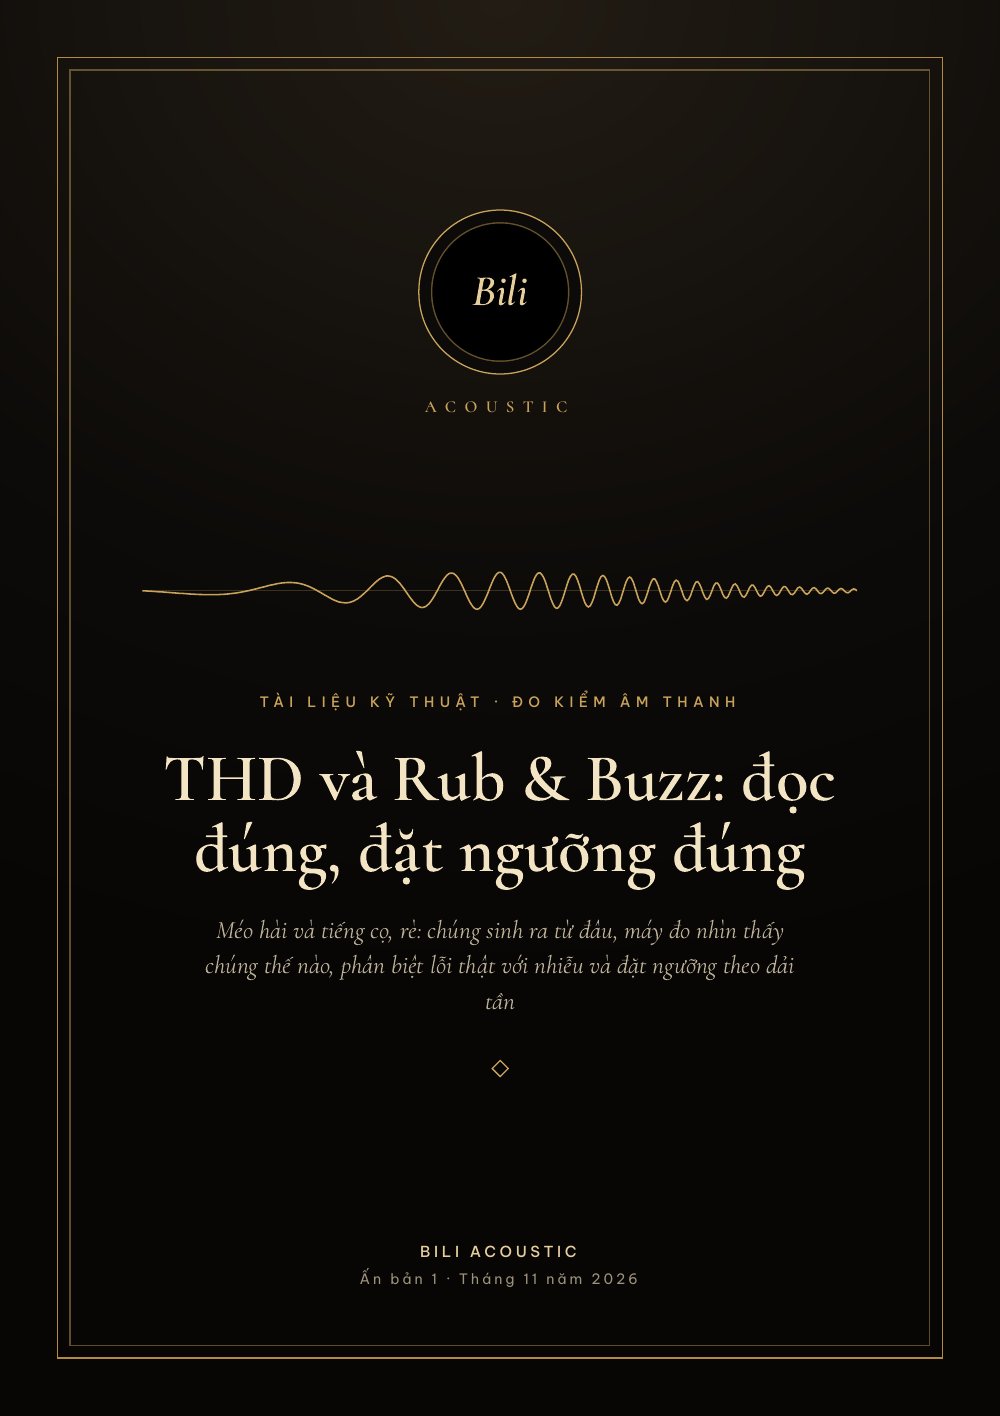 Bili
ACOUSTIC
TÀI LIỆU KỸ THUẬT · ĐO KIỂM ÂM THANH
THD và Rub & Buzz: đọc
đúng, đặt ngưỡng đúng
Méo hài và tiếng cọ, rè: chúng sinh ra từ đâu, máy đo nhìn thấy
chúng thế nào, phân biệt lỗi thật với nhiễu và đặt ngưỡng theo dải
tần
BILI ACOUSTIC
Ấn bản 1 · Tháng 11 năm 2026